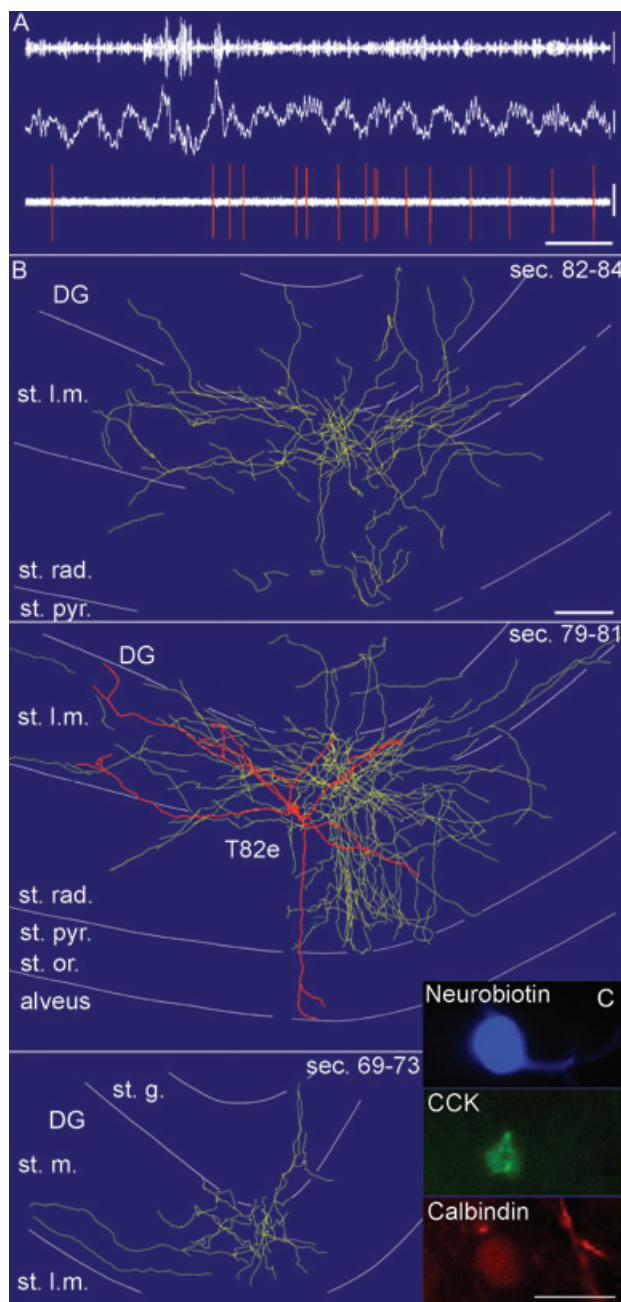 A
B
sec. 82-84
DG
st. l.m.
st. rad.
st. pyr.
sec. 79-81
DG
st. l.m.
T82e
st. rad.
st. pyr.
st. or.
alveus
Neurobiotin
C
CCK
Calbindin
sec. 69-73
st. g.
DG
st. m.
st. l.m.